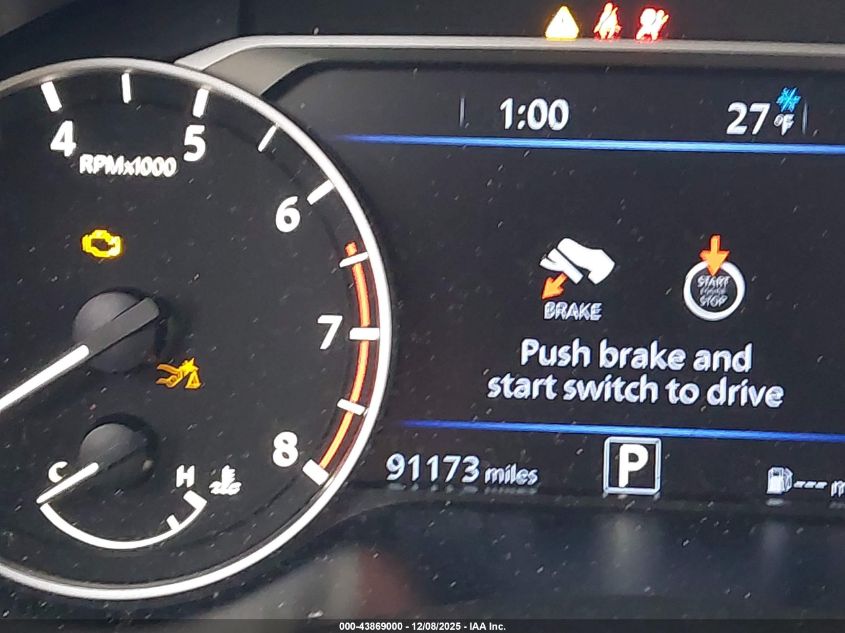 1:00
27°F
4
5
RPMx1000
6
7
8
BRAKE
START
STOP
Push brake and
start switch to drive
C
H
91173 miles
P
---
000-43869000 - 12/08/2025 - IAA Inc.